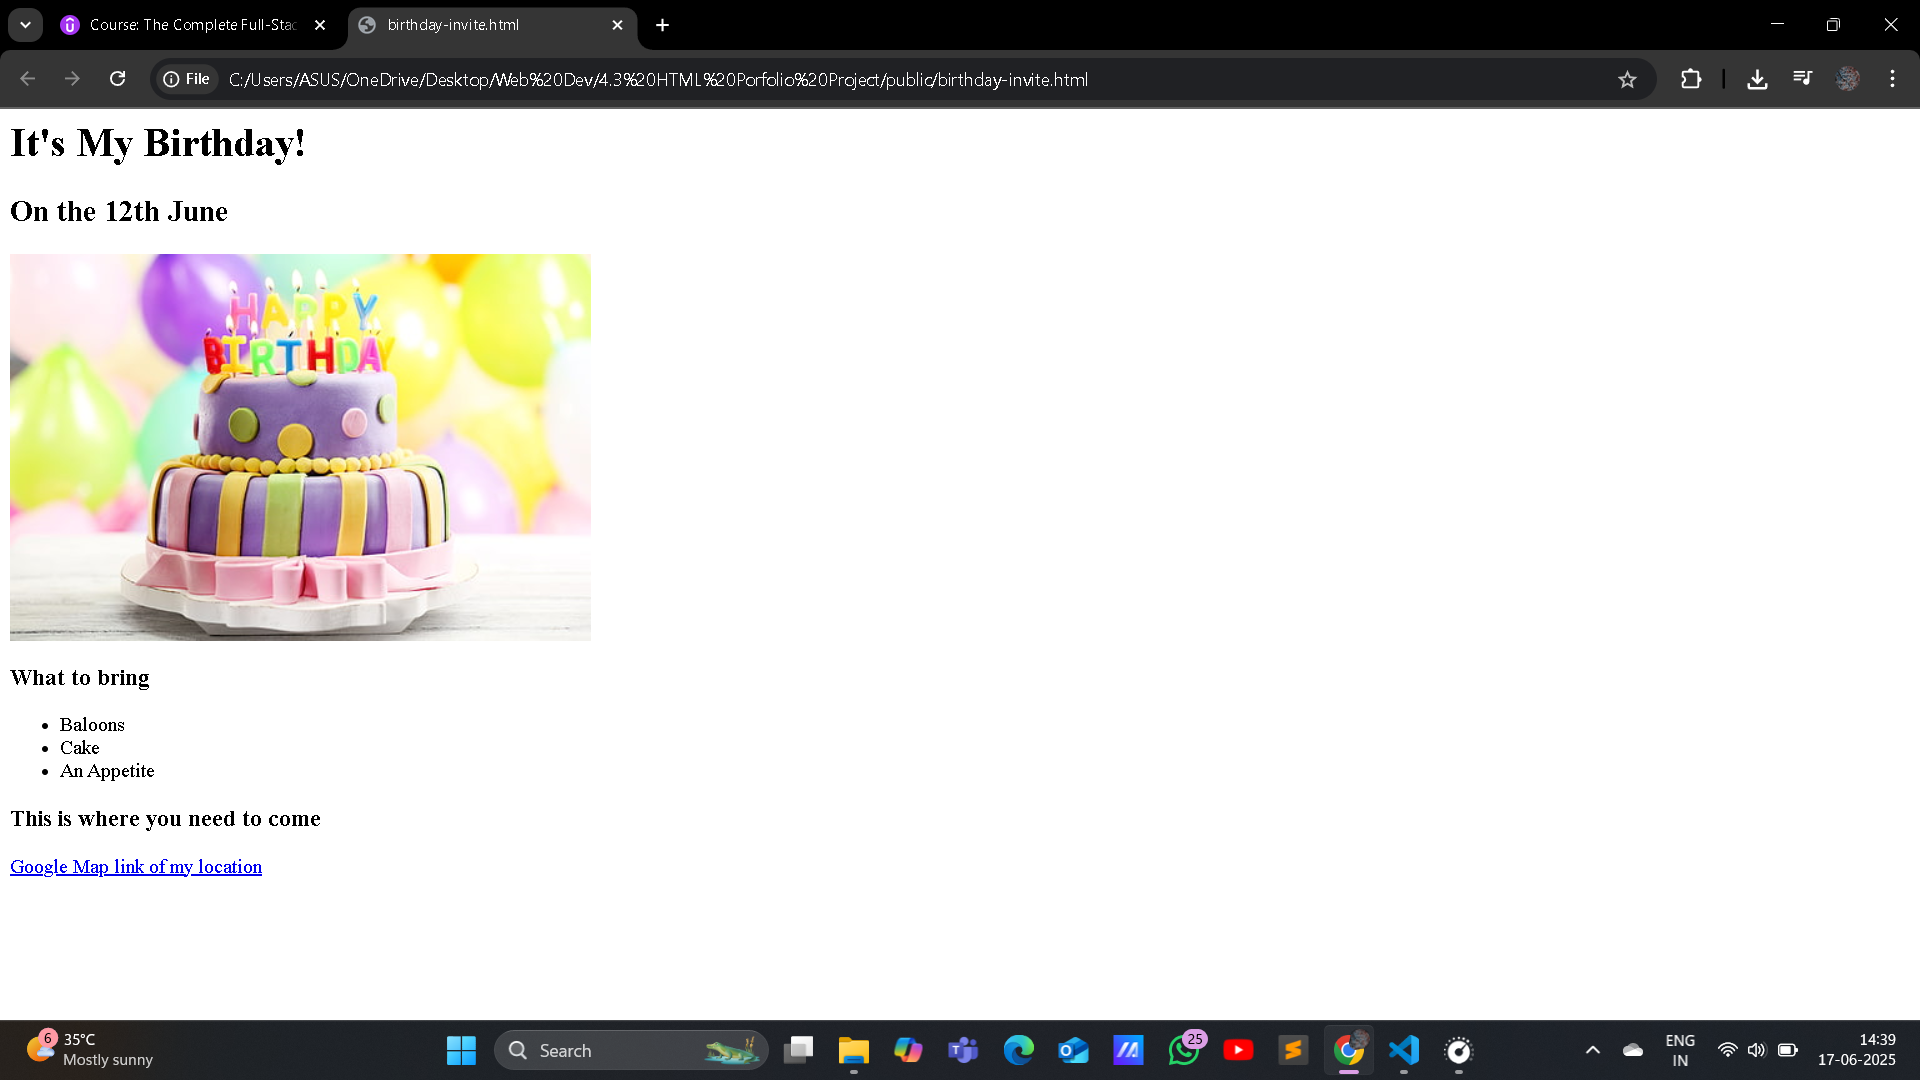 Course: The Complete Full-Stac
birthday-invite.html
File
C:/Users/ASUS/OneDrive/Desktop/Web%20Dev/4.3%20HTML%20Porfolio%20Project/public/birthday-invite.html
It's My Birthday!
On the 12th June
HAPPY
BIRTHDAY
What to bring
Baloons
Cake
An Appetite
This is where you need to come
Google Map link of my location
6
35°C
Mostly sunny
Search
25
ENG
IN
14:39
17-06-2025